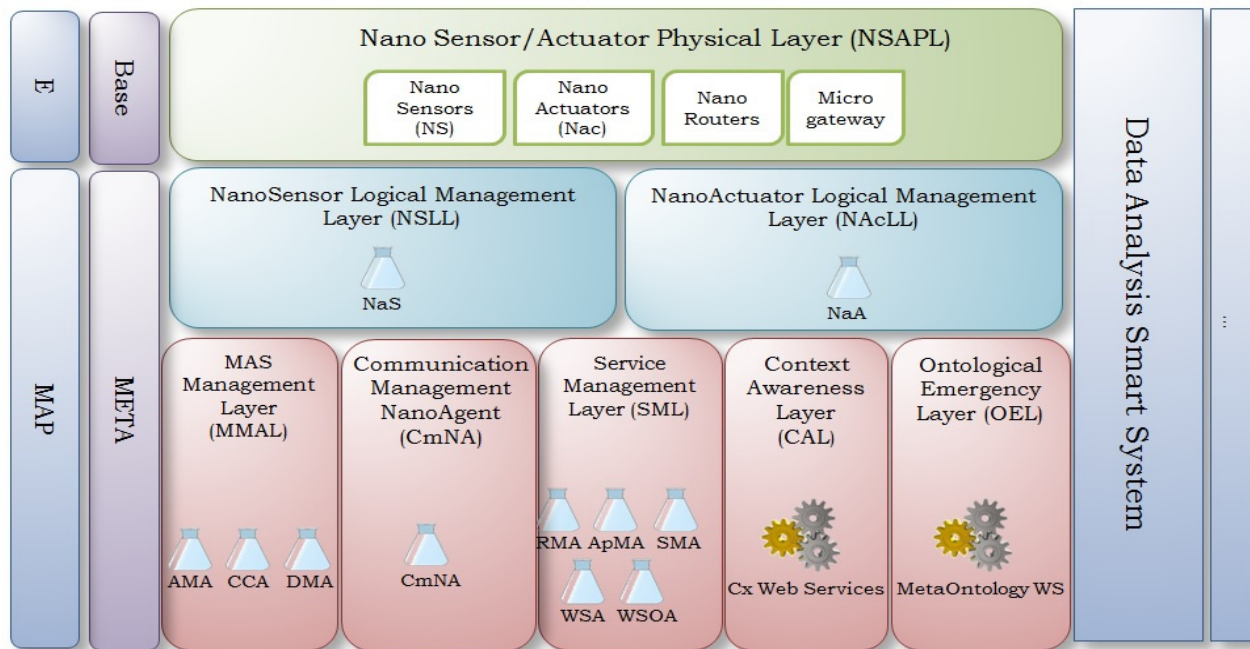 E
Base
Nano Sensor/Actuator Physical Layer (NSAPL)
Nano
Sensors
(NS)
Nano
Actuators
(Nac)
Nano
Routers
Micro
gateway
MAP
META
NanoSensor Logical Management
Layer (NSLL)
NaS
NanoActuator Logical Management
Layer (NAcLL)
NaA
MAS
Management
Layer
(MMAL)
AMA CCA DMA
Communication
Management
NanoAgent
(CmNA)
CmNA
Service
Management
Layer (SML)
RMA ApMA SMA
WSA WSOA
Context
Awareness
Layer
(CAL)
Cx Web Services
Ontological
Emergency
Layer (OEL)
MetaOntology WS
Data Analysis Smart System
...